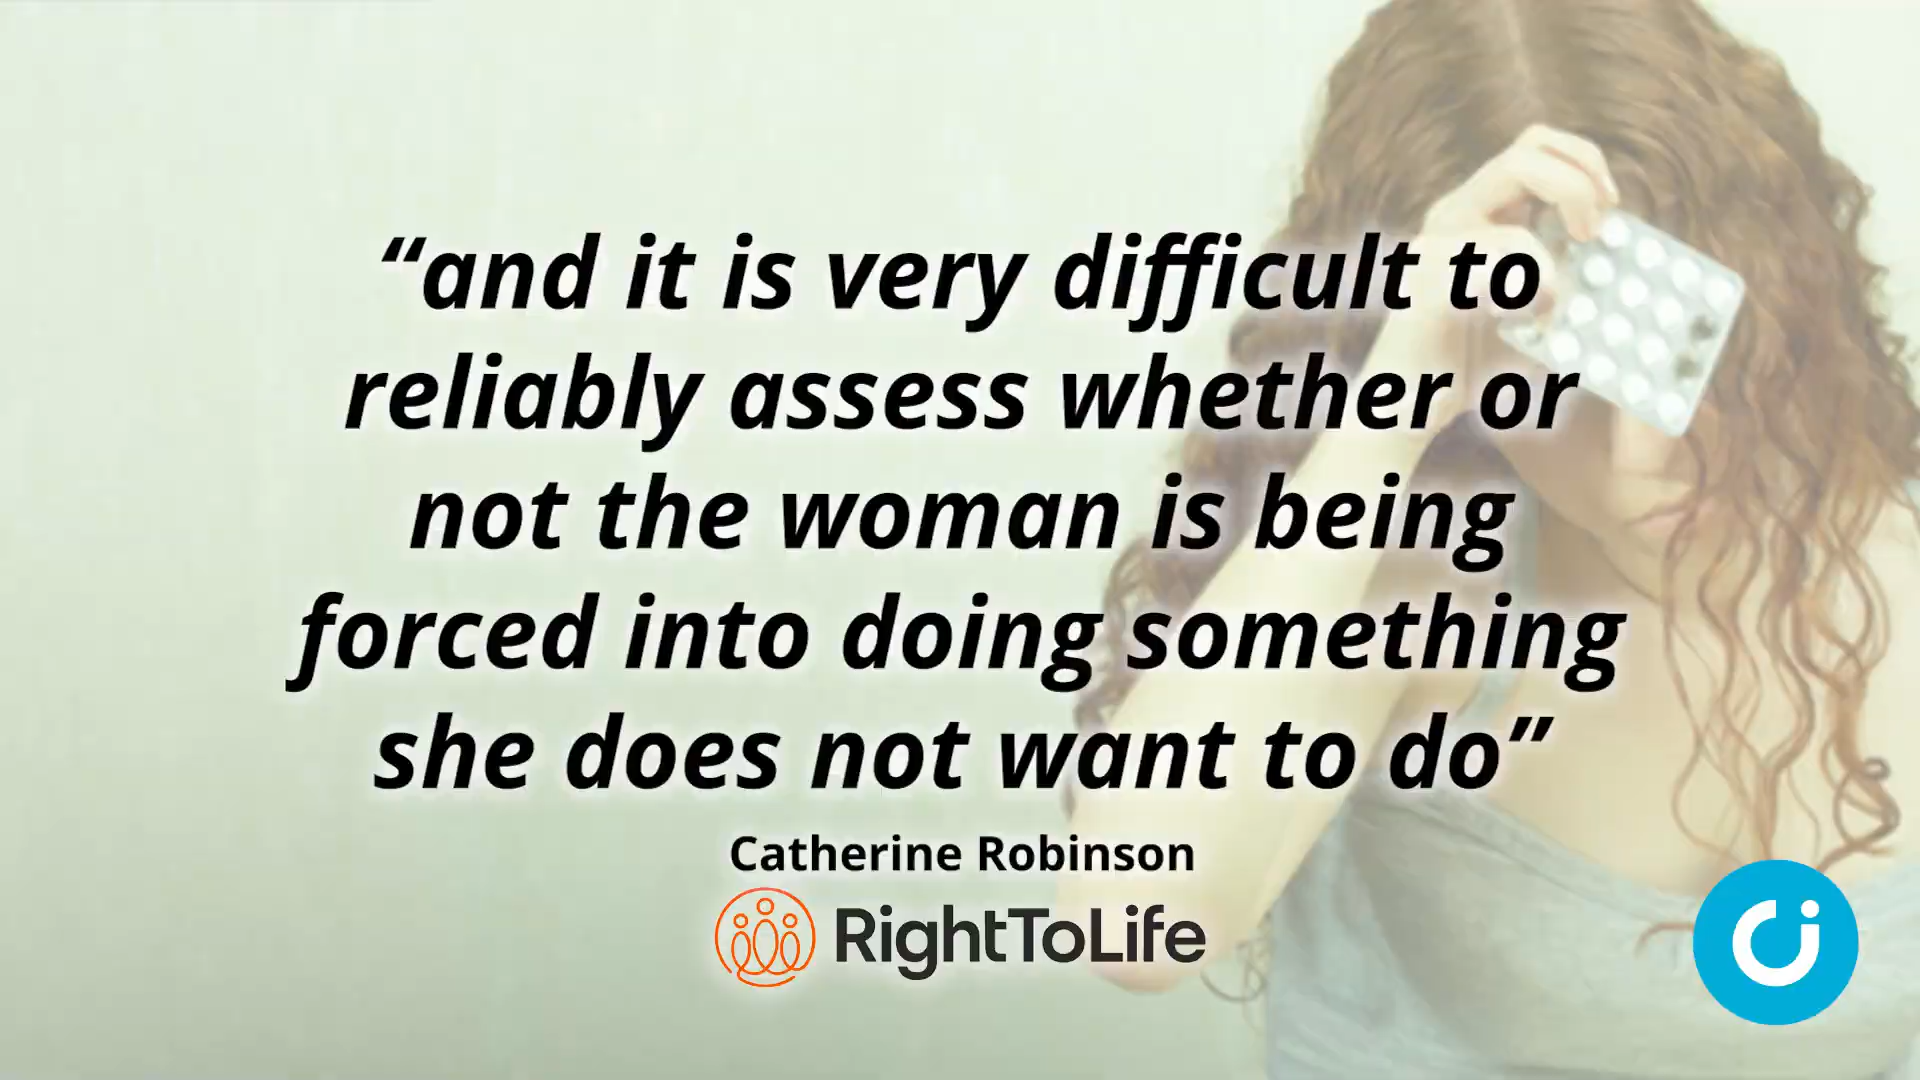 “and it is very difficult to
reliably assess whether or
not the woman is being
forced into doing something
she does not want to do”
Catherine Robinson
RightToLife